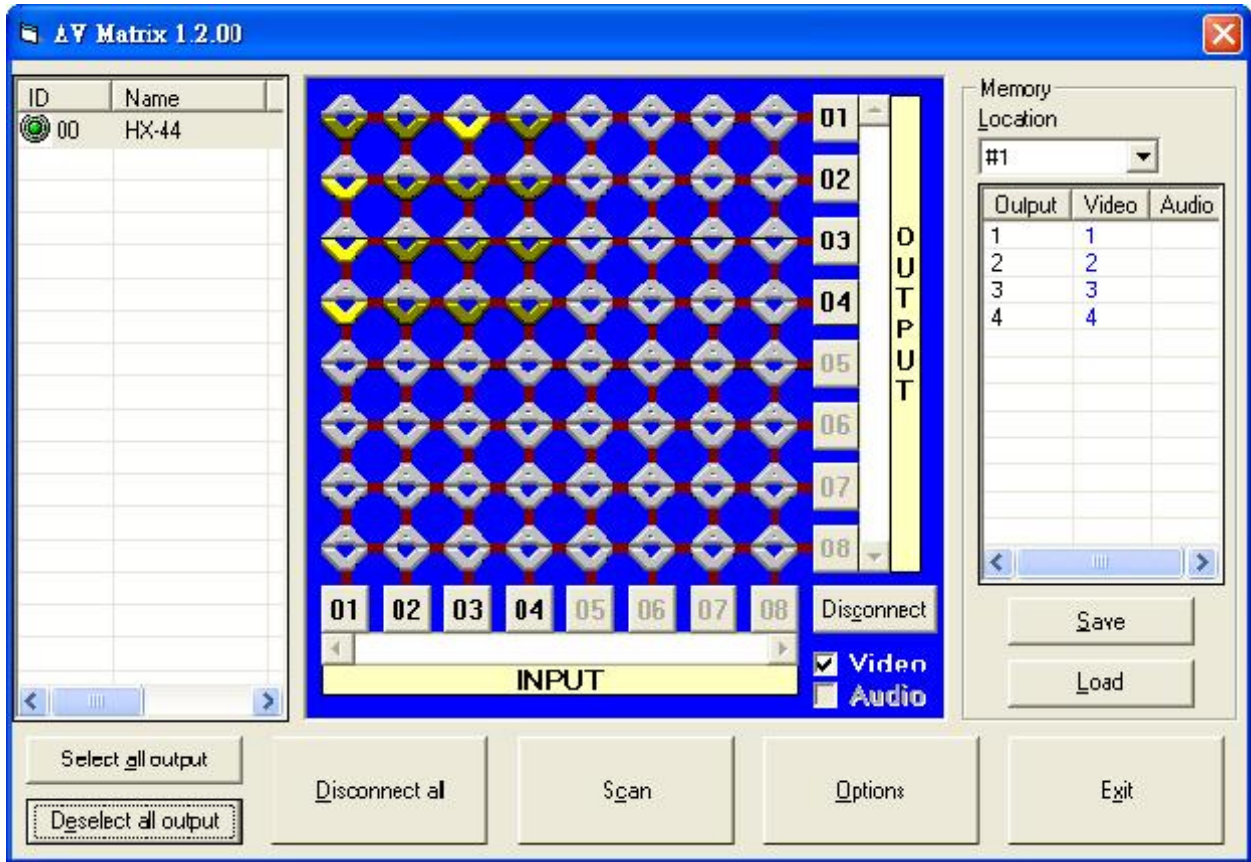 AV Matrix 1.2.00
ID Name
00 HX-44
01
02
03
04
05
06
07
08
OUTPUT
01 02 03 04 05 06 07 08
INPUT
Disconnect
Video
Audio
Memory
Location
#1
Oulput Video Audio
1 1
2 2
3 3
4 4
Save
Load
Select all output
Deselect all output
Disconnect all
Scan
Options
Exit